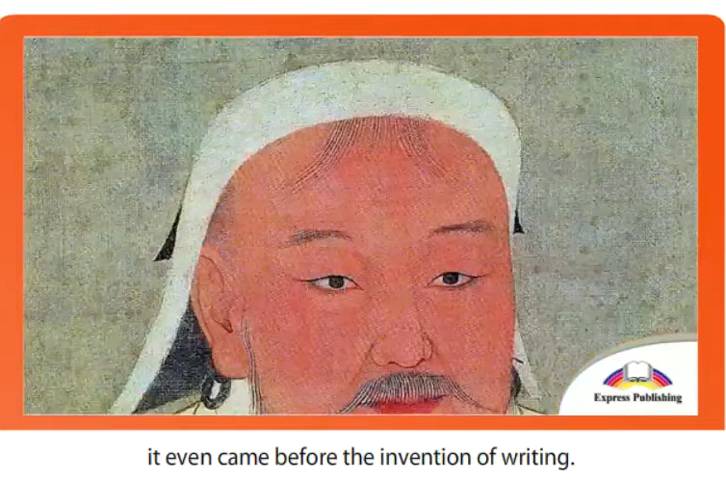 Express Publishing
it even came before the invention of writing.